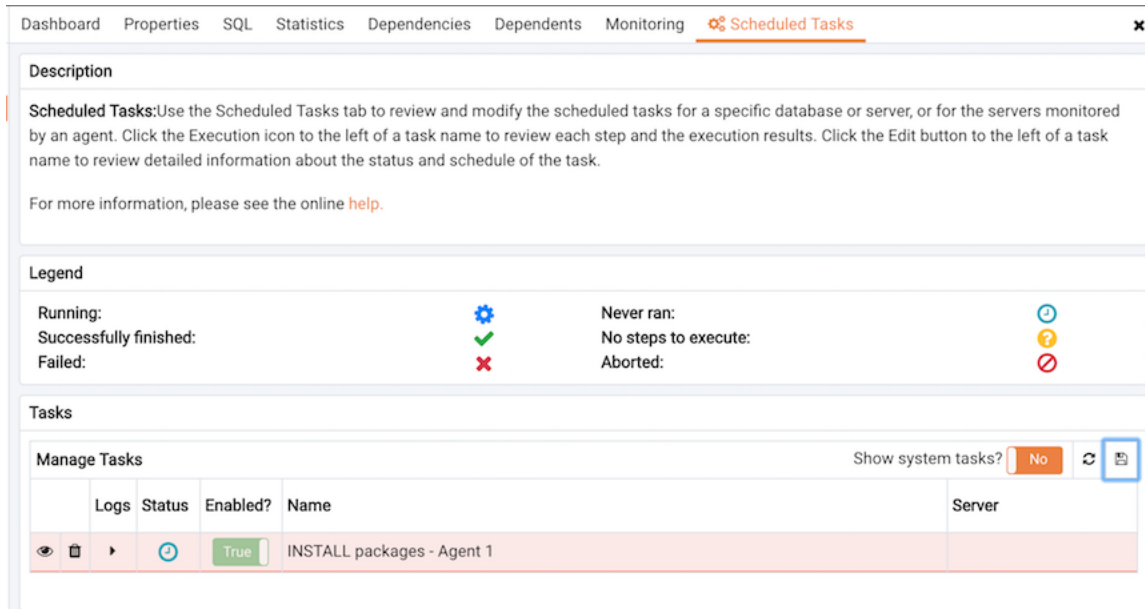 Dashboard Properties SQL Statistics Dependencies Dependents Monitoring Scheduled Tasks
Description
Scheduled Tasks:Use the Scheduled Tasks tab to review and modify the scheduled tasks for a specific database or server, or for the servers monitored
by an agent. Click the Execution icon to the left of a task name to review each step and the execution results. Click the Edit button to the left of a task
name to review detailed information about the status and schedule of the task.
For more information, please see the online help.
Legend
Running: Never ran:
Successfully finished: No steps to execute:
Failed: Aborted:
Tasks
Manage Tasks Show system tasks? No
Logs Status Enabled? Name Server
True INSTALL packages - Agent 1